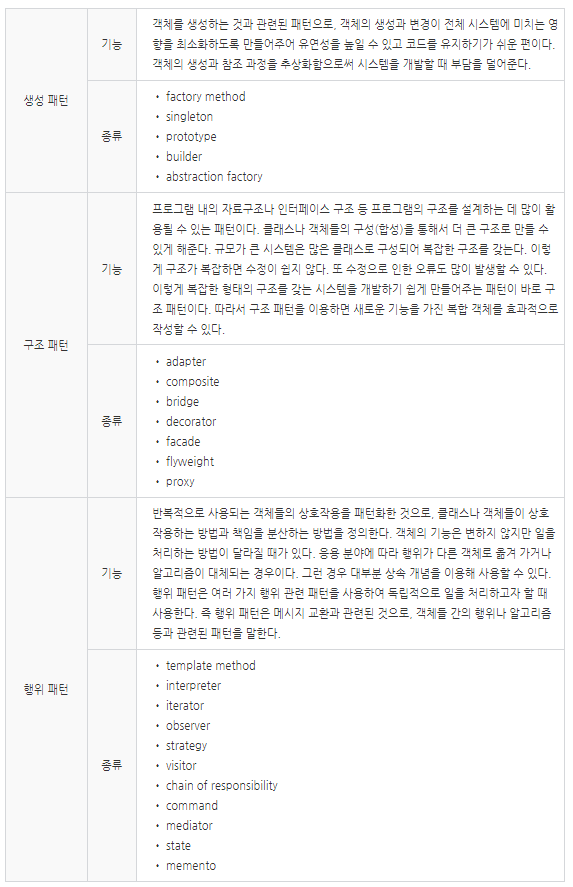 생성 패턴
기능
객체를 생성하는 것과 관련된 패턴으로, 객체의 생성과 변경이 전체 시스템에 미치는 영
향을 최소화하도록 만들어주어 유연성을 높일 수 있고 코드를 유지하기가 쉬운 편이다.
객체의 생성과 참조 과정을 추상화함으로써 시스템을 개발할 때 부담을 덜어준다.
종류
• factory method
• singleton
• prototype
• builder
• abstraction factory
구조 패턴
기능
프로그램 내의 자료구조나 인터페이스 구조 등 프로그램의 구조를 설계하는 데 많이 활
용될 수 있는 패턴이다. 클래스나 객체들의 구성(합성)을 통해서 더 큰 구조로 만들 수
있게 해준다. 규모가 큰 시스템은 많은 클래스로 구성되어 복잡한 구조를 갖는다. 이렇
게 구조가 복잡하면 수정이 쉽지 않다. 또 수정으로 인한 오류도 많이 발생할 수 있다.
이렇게 복잡한 형태의 구조를 갖는 시스템을 개발하기 쉽게 만들어주는 패턴이 바로 구
조 패턴이다. 따라서 구조 패턴을 이용하면 새로운 기능을 가진 복합 객체를 효과적으로
작성할 수 있다.
종류
• adapter
• composite
• bridge
• decorator
• facade
• flyweight
• proxy
행위 패턴
기능
반복적으로 사용되는 객체들의 상호작용을 패턴화한 것으로, 클래스나 객체들이 상호
작용하는 방법과 책임을 분산하는 방법을 정의한다. 객체의 기능은 변하지 않지만 일을
처리하는 방법이 달라질 때가 있다. 응용 분야에 따라 행위가 다른 객체로 옮겨 가거나
알고리즘이 대체되는 경우이다. 그런 경우 대부분 상속 개념을 이용해 사용할 수 있다.
행위 패턴은 여러 가지 행위 관련 패턴을 사용하여 독립적으로 일을 처리하고자 할 때
사용한다. 즉 행위 패턴은 메시지 교환과 관련된 것으로, 객체들 간의 행위나 알고리즘
등과 관련된 패턴을 말한다.
종류
• template method
• interpreter
• iterator
• observer
• strategy
• visitor
• chain of responsibility
• command
• mediator
• state
• memento